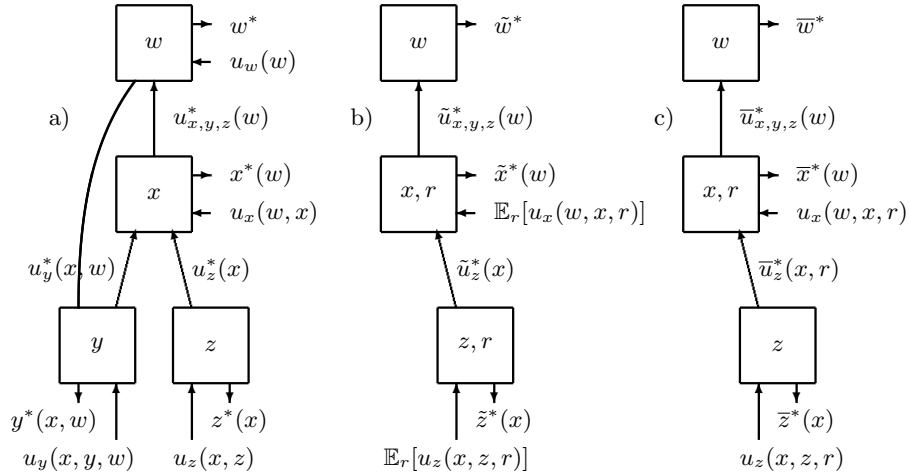 w w* w w̃* w w̅*
u_w(w)
a) u*_{x,y,z}(w) b) ũ*_{x,y,z}(w) c) u̅*_{x,y,z}(w)
x x*(w) x, r x̃*(w) x, r x̅*(w)
u_x(w, x) 𝔼_r[u_x(w, x, r)] u_x(w, x, r)
u*_y(x, w) u*_z(x) ũ*_z(x) u̅*_z(x, r)
y z z, r z
y*(x, w) z*(x) z̃*(x) z̅*(x)
u_y(x, y, w) u_z(x, z) 𝔼_r[u_z(x, z, r)] u_z(x, z, r)